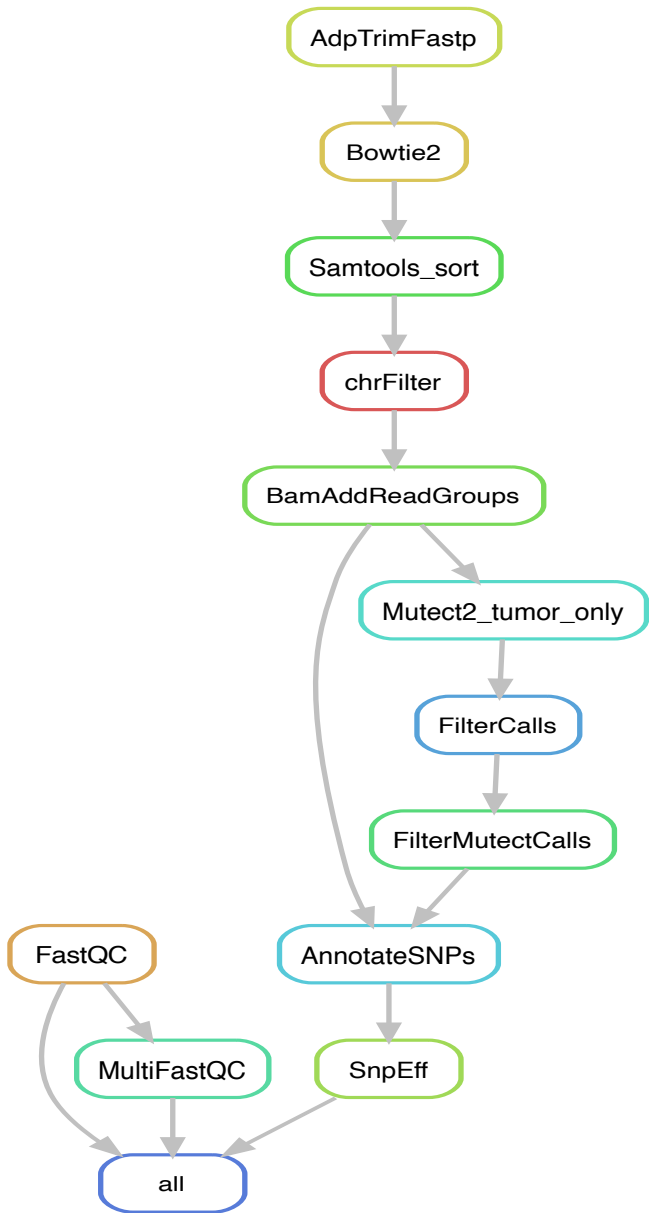 AdpTrimFastp
Bowtie2
Samtools_sort
chrFilter
BamAddReadGroups
Mutect2_tumor_only
FilterCalls
FilterMutectCalls
FastQC
AnnotateSNPs
MultiFastQC
SnpEff
all